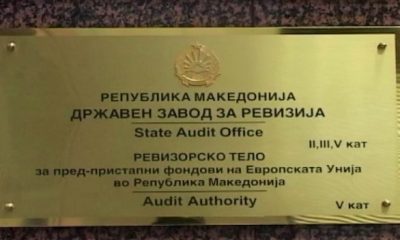 РЕПУБЛИКА МАКЕДОНИЈА
ДРЖАВЕН ЗАВОД ЗА РЕВИЗИЈА
State Audit Office
II,III,V кат
РЕВИЗОРСКО ТЕЛО
за пред-пристапни фондови на Европската Унија
во Република Македонија
Audit Authority
V кат